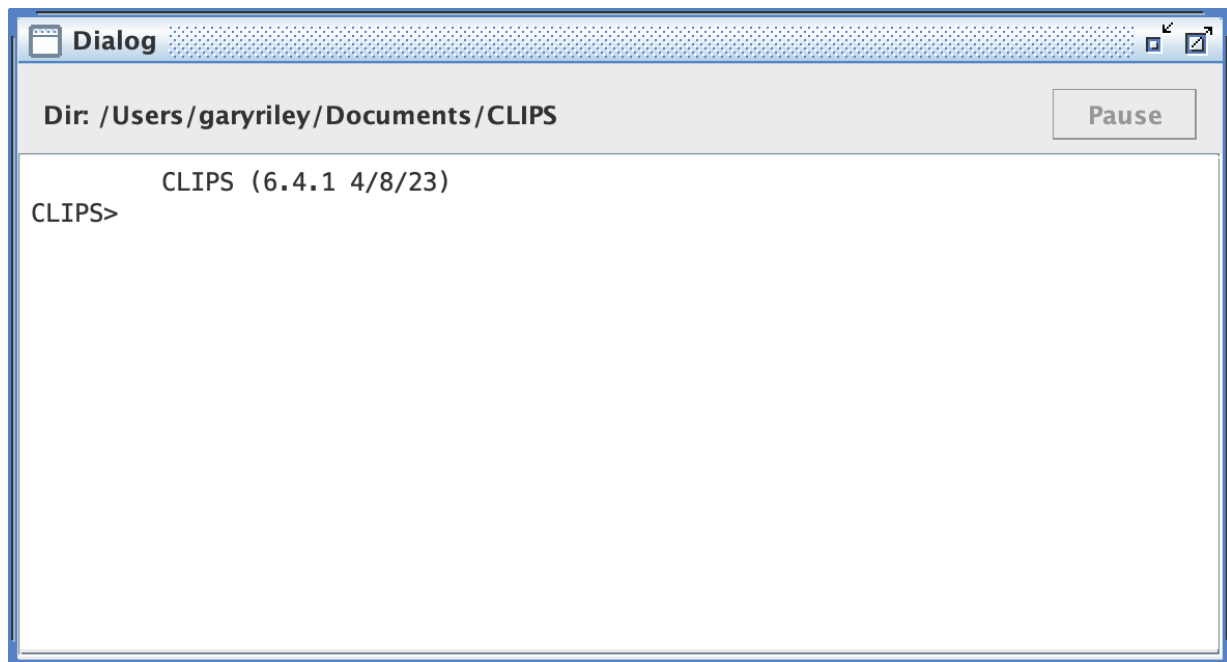 Dialog
Dir: /Users/garyriley/Documents/CLIPS
Pause
CLIPS (6.4.1 4/8/23)
CLIPS>